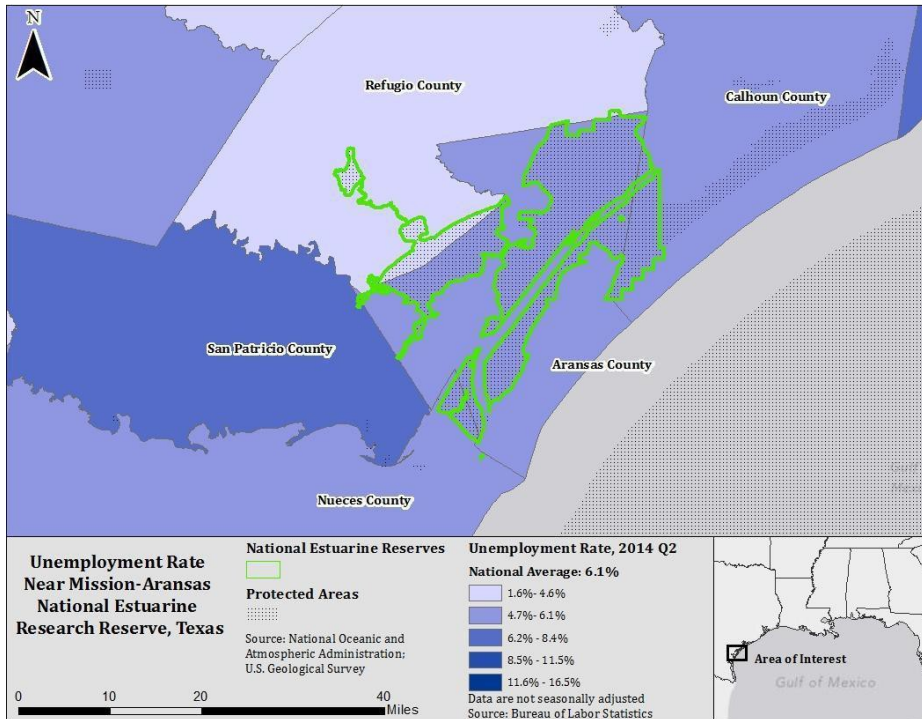 N
Refugio County
Calhoun County
San Patricio County
Aransas County
Nueces County
Gulf
Mexi
Unemployment Rate
Near Mission-Aransas
National Estuarine
Research Reserve, Texas
National Estuarine Reserves
Protected Areas
Source: National Oceanic and
Atmospheric Administration;
U.S. Geological Survey
Unemployment Rate, 2014 Q2
National Average: 6.1%
1.6%- 4.6%
4.7%- 6.1%
6.2% - 8.4%
8.5% - 11.5%
11.6% - 16.5%
Data are not seasonally adjusted
Source: Bureau of Labor Statistics
0 10 20 40
Miles
Area of Interest
Gulf of Mexico